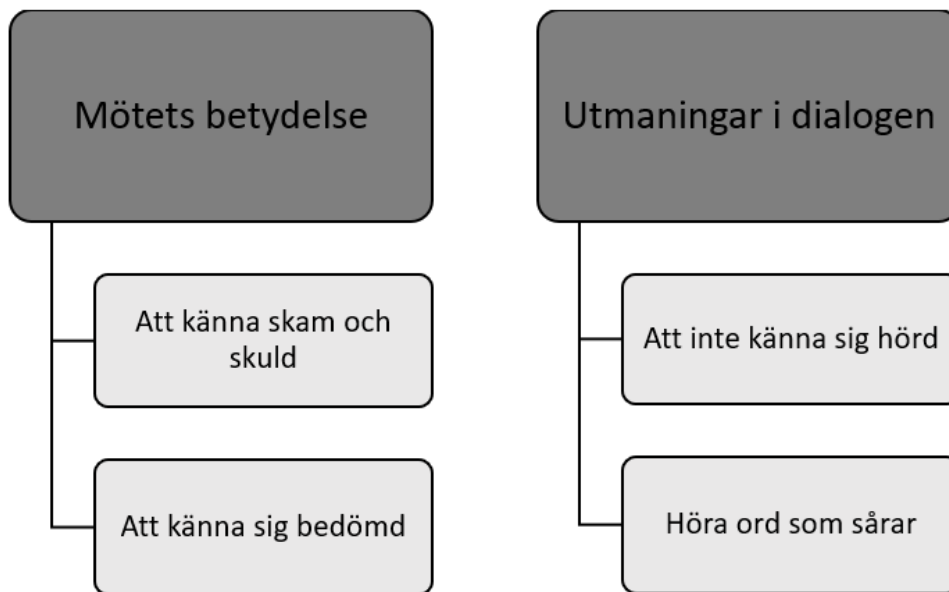 Mötets betydelse
Att känna skam och
skuld
Att känna sig bedömd
Utmaningar i dialogen
Att inte känna sig hörd
Höra ord som sårar